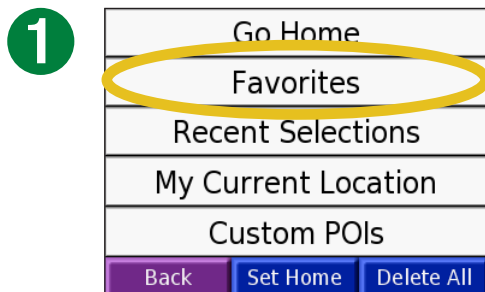 1
Go Home
Favorites
Recent Selections
My Current Location
Custom POIs
Back Set Home Delete All